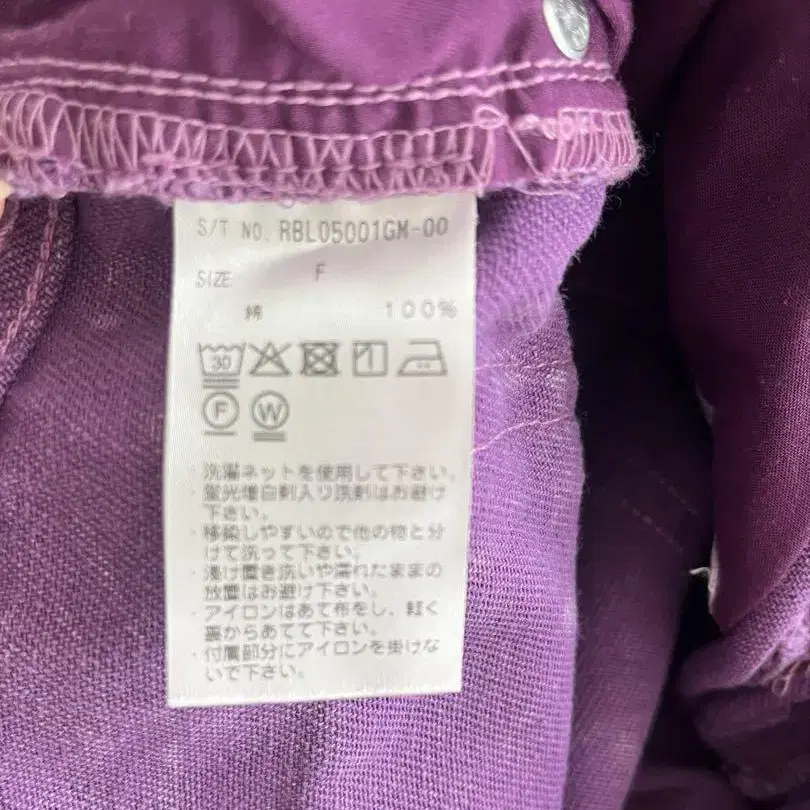 S/T NO. RBL05001GM-00
SIZE F
綿 100%
30
F W
・洗濯ネットを使用して下さい。
・蛍光増白剤入り洗剤はお避け
下さい。
・移染しやすいので他の物と分
けて洗って下さい。
・浸け置き洗いや濡れたままの
放置はお避け下さい。
・アイロンはあて布をし、軽く
裏からあてて下さい。
・付属部分にアイロンを掛けな
いで下さい。